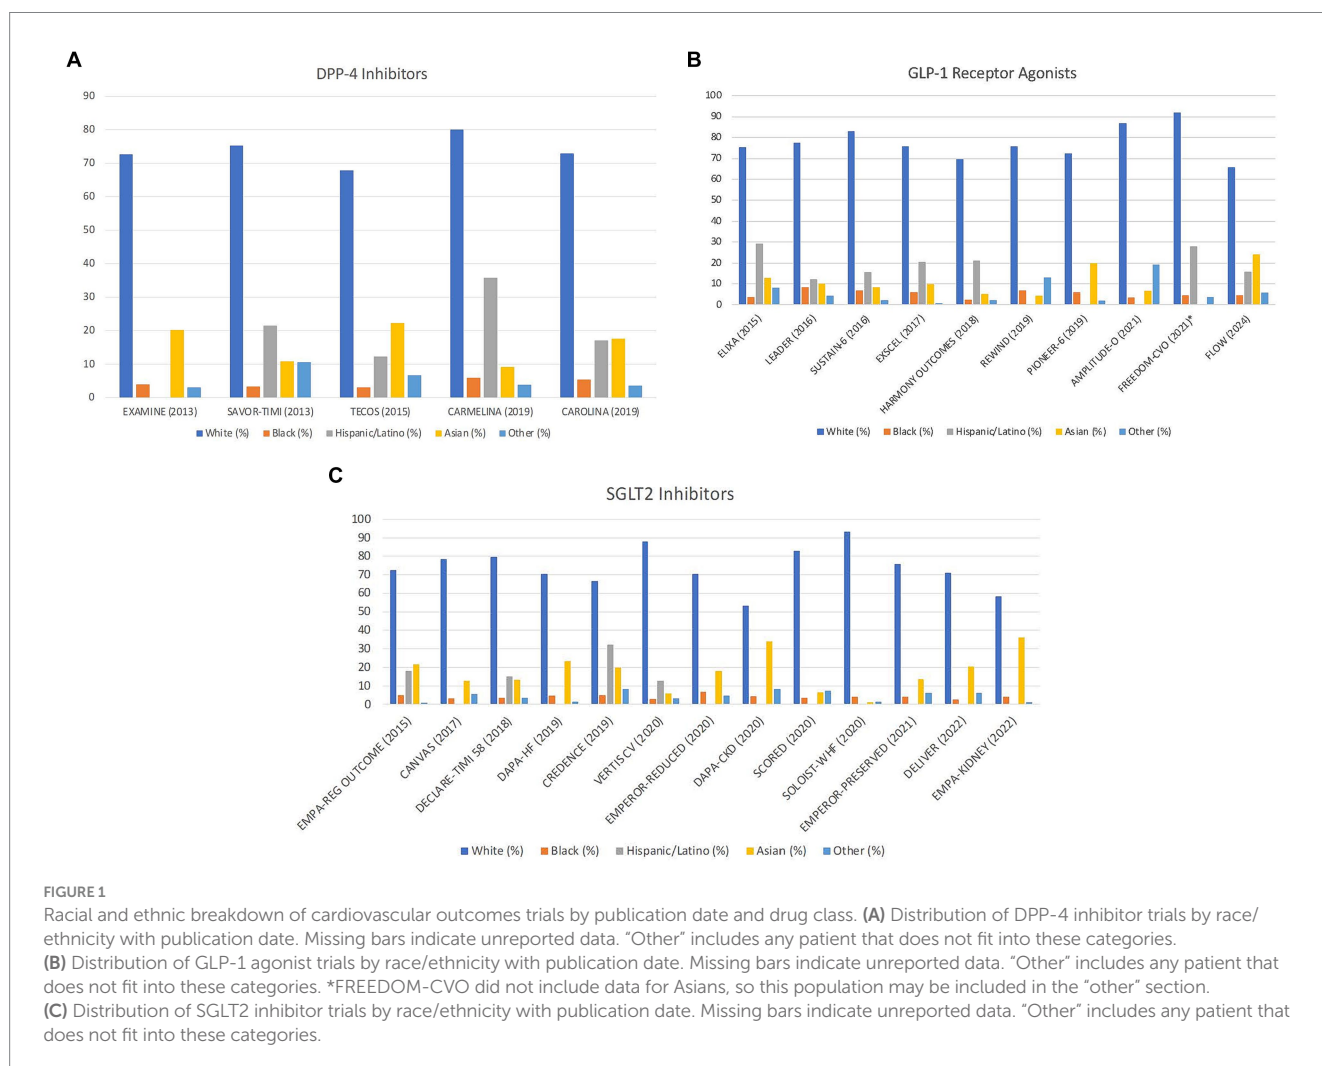 A
DPP-4 Inhibitors
90
80
70
60
50
40
30
20
10
0
EXAMINE (2013) SAVOR-TIMI (2013) TECOS (2015) CARMELINA (2019) CAROLINA (2019)
White (%) Black (%) Hispanic/Latino (%) Asian (%) Other (%)
B
GLP-1 Receptor Agonists
100
90
80
70
60
50
40
30
20
10
0
ELIXA (2015)
LEADER (2016)
SUSTAIN-6 (2016)
EXSCEL (2017)
HARMONY OUTCOMES (2018)
REWIND (2019)
PIONEER-6 (2019)
AMPLITUDE-O (2021)
FREEDOM-CVO (2021)*
FLOW (2024)
White (%) Black (%) Hispanic/Latino (%) Asian (%) Other (%)
C
SGLT2 Inhibitors
100
90
80
70
60
50
40
30
20
10
0
EMPA-REG OUTCOME (2015)
CANVAS (2017)
DECLARE-TIMI 58 (2018)
DAPA-HF (2019)
CREDENCE (2019)
VERTIS CV (2020)
EMPEROR-REDUCED (2020)
DAPA-CKD (2020)
SCORED (2020)
SOLOIST-WHF (2020)
EMPEROR-PRESERVED (2021)
DELIVER (2022)
EMPA-KIDNEY (2022)
White (%) Black (%) Hispanic/Latino (%) Asian (%) Other (%)
FIGURE 1
Racial and ethnic breakdown of cardiovascular outcomes trials by publication date and drug class. (A) Distribution of DPP-4 inhibitor trials by race/
ethnicity with publication date. Missing bars indicate unreported data. “Other” includes any patient that does not fit into these categories.
(B) Distribution of GLP-1 agonist trials by race/ethnicity with publication date. Missing bars indicate unreported data. “Other” includes any patient that
does not fit into these categories. *FREEDOM-CVO did not include data for Asians, so this population may be included in the “other” section.
(C) Distribution of SGLT2 inhibitor trials by race/ethnicity with publication date. Missing bars indicate unreported data. “Other” includes any patient that
does not fit into these categories.